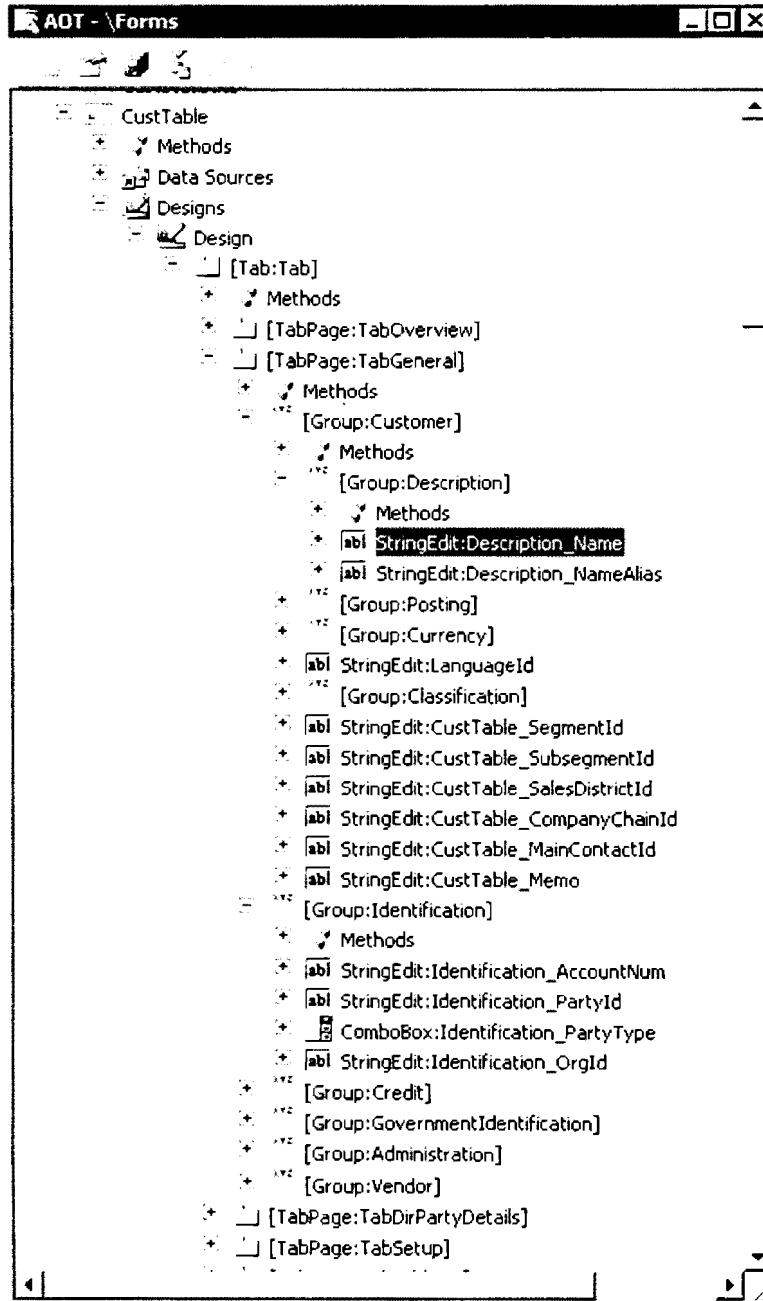 AOT - \Forms
CustTable
Methods
Data Sources
Designs
Design
[Tab:Tab]
Methods
[TabPage:TabOverview]
[TabPage:TabGeneral]
Methods
[Group:Customer]
Methods
[Group:Description]
Methods
StringEdit:Description_Name
StringEdit:Description_NameAlias
[Group:Posting]
[Group:Currency]
StringEdit:LanguageId
[Group:Classification]
StringEdit:CustTable_SegmentId
StringEdit:CustTable_SubsegmentId
StringEdit:CustTable_SalesDistrictId
StringEdit:CustTable_CompanyChainId
StringEdit:CustTable_MainContactId
StringEdit:CustTable_Memo
[Group:Identification]
Methods
StringEdit:Identification_AccountNum
StringEdit:Identification_PartyId
ComboBox:Identification_PartyType
StringEdit:Identification_OrgId
[Group:Credit]
[Group:GovernmentIdentification]
[Group:Administration]
[Group:Vendor]
[TabPage:TabDirPartyDetails]
[TabPage:TabSetup]